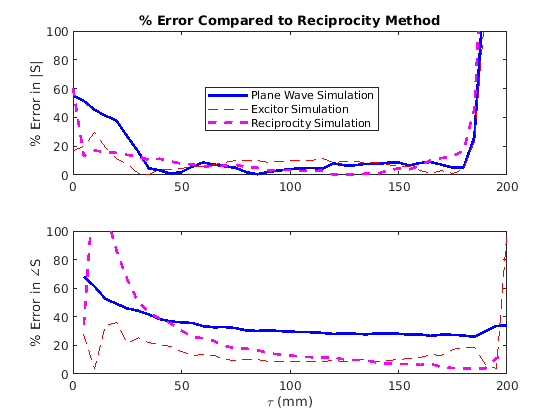 % Error Compared to Reciprocity Method
% Error in |S|
100
80
60
40
20
0
Plane Wave Simulation
Excitor Simulation
Reciprocity Simulation
0 50 100 150 200
% Error in ∠S
100
80
60
40
20
0
0 50 100 150 200
τ (mm)